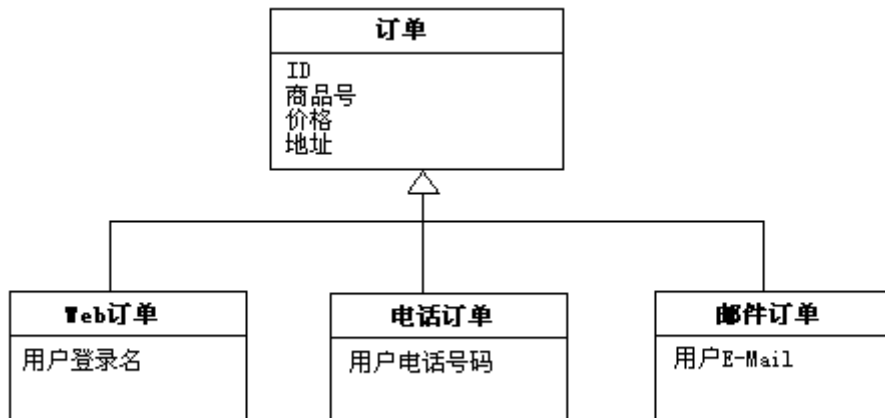 订单
ID
商品号
价格
地址
Web订单
用户登录名
电话订单
用户电话号码
邮件订单
用户E-Mail